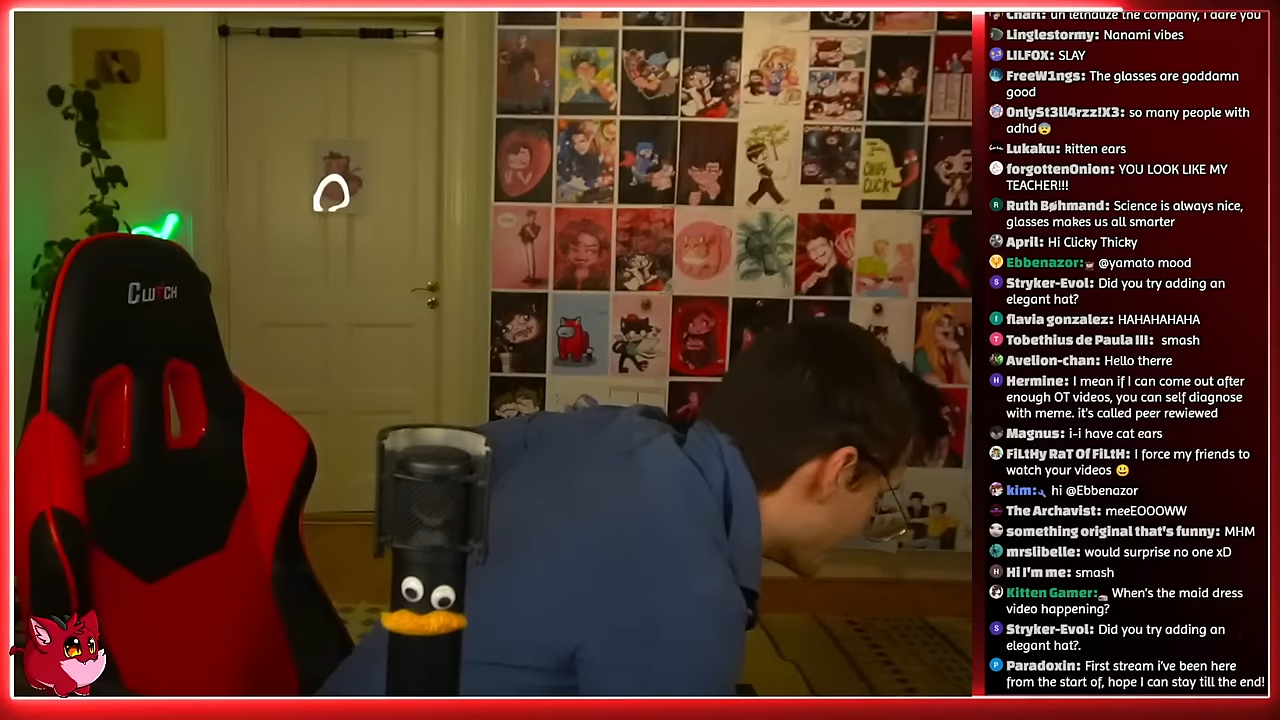 CLUTCH
Linglestormy: Nanami vibes
LILFOX: SLAY
FreeW1ngs: The glasses are goddamn
good
OnlySt3ll4rzz!X3: so many people with
adhd😨
Lukaku: kitten ears
forgottenOnion: YOU LOOK LIKE MY
TEACHER!!!
Ruth Bøhmand: Science is always nice,
glasses makes us all smarter
April: Hi Clicky Thicky
Ebbenazor: @yamato mood
Stryker-Evol: Did you try adding an
elegant hat?
flavia gonzalez: HAHAHAHAHA
Tobethius de Paula III: smash
Avelion-chan: Hello therre
Hermine: I mean if I can come out after
enough OT videos, you can self diagnose
with meme. it's called peer rewiewed
Magnus: i-i have cat ears
FiLtHy RaT Of FiLtH: I force my friends to
watch your videos 😃
kim: hi @Ebbenazor
The Archavist: meeEOOOWW
something original that's funny: MHM
mrslibelle: would surprise no one xD
Hi I'm me: smash
Kitten Gamer: When's the maid dress
video happening?
Stryker-Evol: Did you try adding an
elegant hat?.
Paradoxin: First stream i've been here
from the start of, hope I can stay till the end!